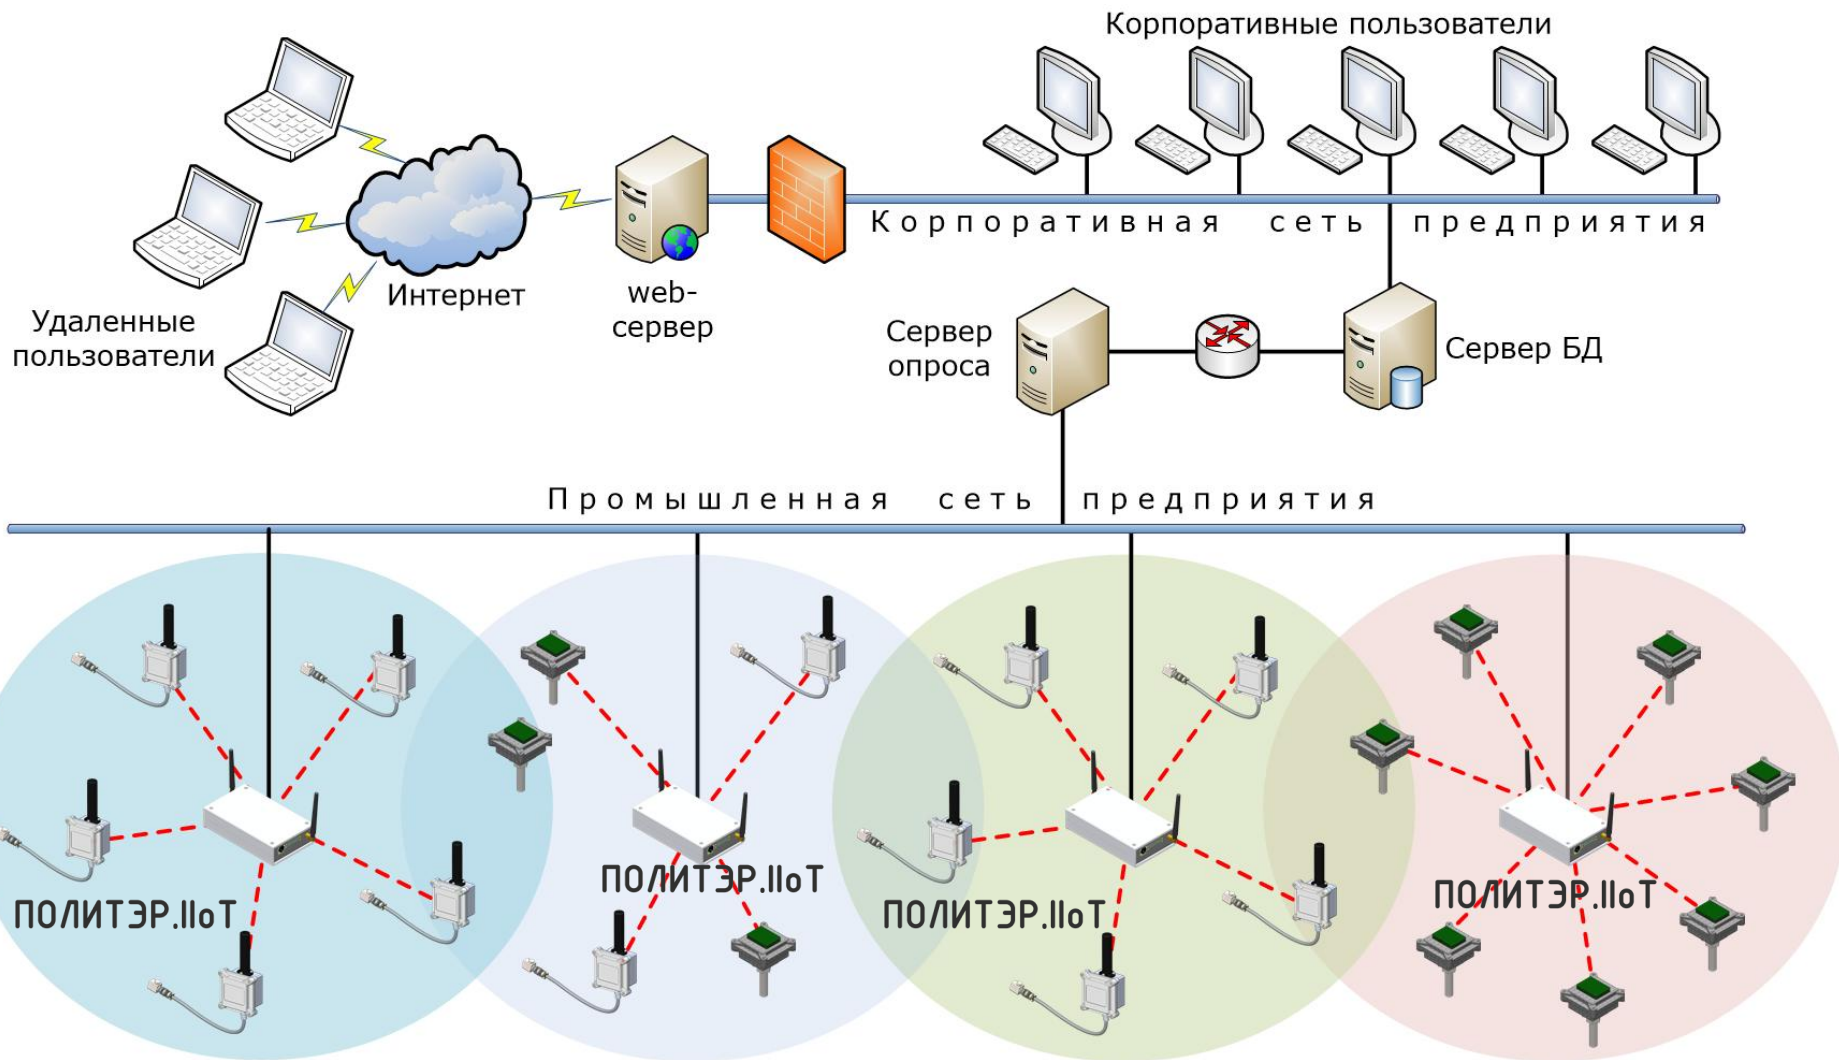 Корпоративные пользователи
Корпоративная сеть предприятия
Интернет
web-
сервер
Удаленные
пользователи
Сервер
опроса
Сервер БД
Промышленная сеть предприятия
ПОЛИТЭР.IIoT
ПОЛИТЭР.IIoT
ПОЛИТЭР.IIoT
ПОЛИТЭР.IIoT